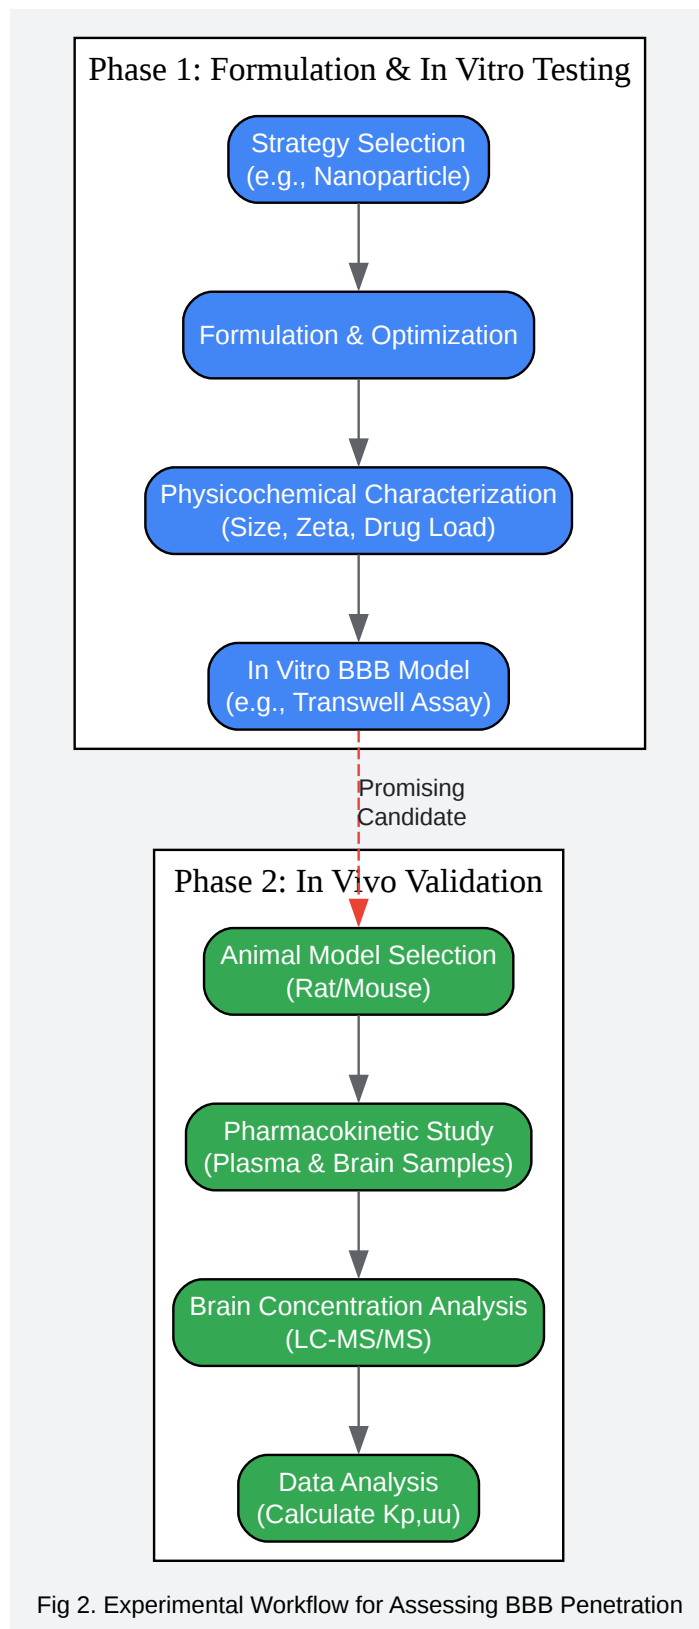 Phase 1: Formulation & In Vitro Testing
Strategy Selection
(e.g., Nanoparticle)
Formulation & Optimization
Physicochemical Characterization
(Size, Zeta, Drug Load)
In Vitro BBB Model
(e.g., Transwell Assay)
Promising
Candidate
Phase 2: In Vivo Validation
Animal Model Selection
(Rat/Mouse)
Pharmacokinetic Study
(Plasma & Brain Samples)
Brain Concentration Analysis
(LC-MS/MS)
Data Analysis
(Calculate Kp,uu)
Fig 2. Experimental Workflow for Assessing BBB Penetration